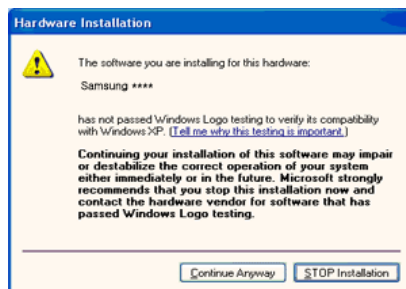 Hardware Installation
The software you are installing for this hardware:
Samsung ****
has not passed Windows Logo testing to verify its compatibility
with Windows XP. (Tell me why this testing is important.)
Continuing your installation of this software may impair
or destabilize the correct operation of your system
either immediately or in the future. Microsoft strongly
recommends that you stop this installation now and
contact the hardware vendor for software that has
passed Windows Logo testing.
Continue Anyway
STOP Installation